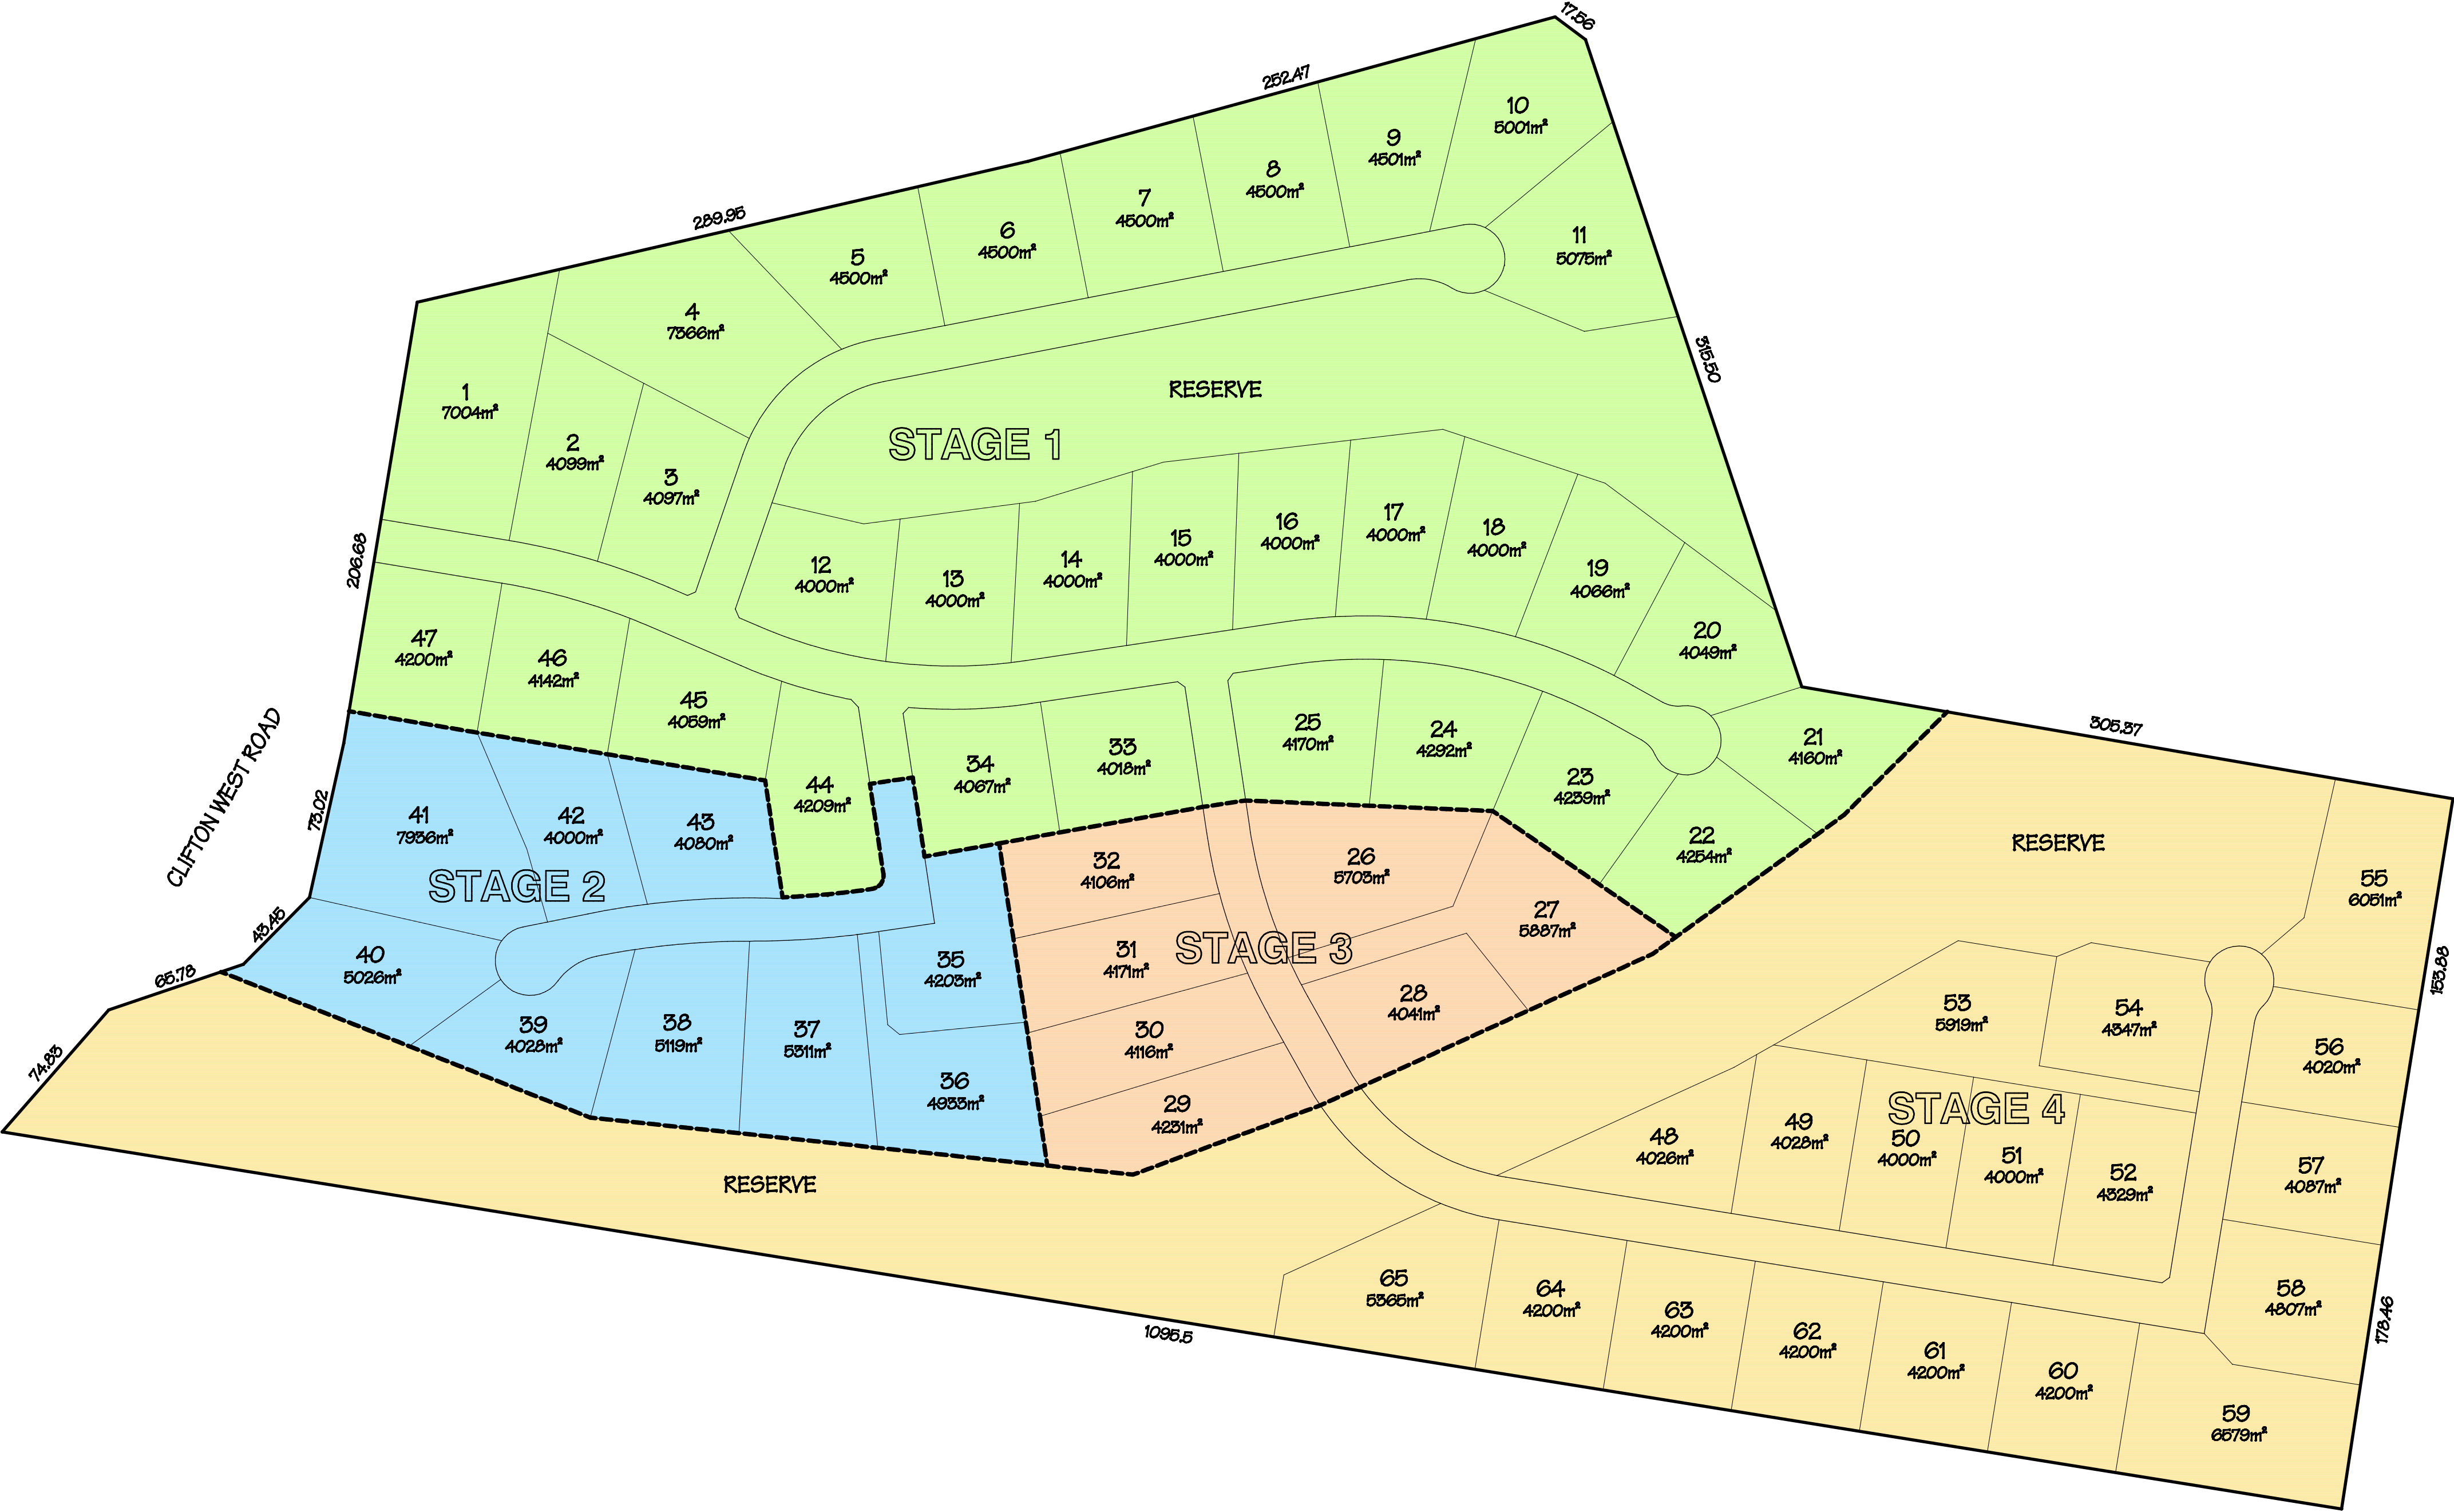 17.56
252.47
10
5001m²
9
4501m²
8
4500m²
7
4500m²
289.95
6
4500m²
11
5075m²
5
4500m²
4
7366m²
315.50
RESERVE
1
7004m²
STAGE 1
2
4099m²
3
4097m²
206.68
12
4000m²
13
4000m²
14
4000m²
15
4000m²
16
4000m²
17
4000m²
18
4000m²
19
4066m²
20
4049m²
47
4200m²
46
4142m²
45
4059m²
44
4209m²
34
4067m²
33
4018m²
25
4170m²
24
4292m²
23
4239m²
22
4254m²
21
4160m²
305.37
CLIFTON WEST ROAD
73.02
41
7936m²
42
4000m²
43
4080m²
STAGE 2
43.45
65.78
74.83
40
5026m²
39
4028m²
38
5119m²
37
5311m²
35
4203m²
36
4933m²
32
4106m²
31
4171m²
30
4116m²
29
4231m²
STAGE 3
26
5703m²
27
5887m²
28
4041m²
RESERVE
55
6051m²
153.88
53
5919m²
54
4347m²
56
4020m²
STAGE 4
48
4026m²
49
4028m²
50
4000m²
51
4000m²
52
4329m²
57
4087m²
RESERVE
58
4807m²
178.46
1095.5
65
5365m²
64
4200m²
63
4200m²
62
4200m²
61
4200m²
60
4200m²
59
6579m²